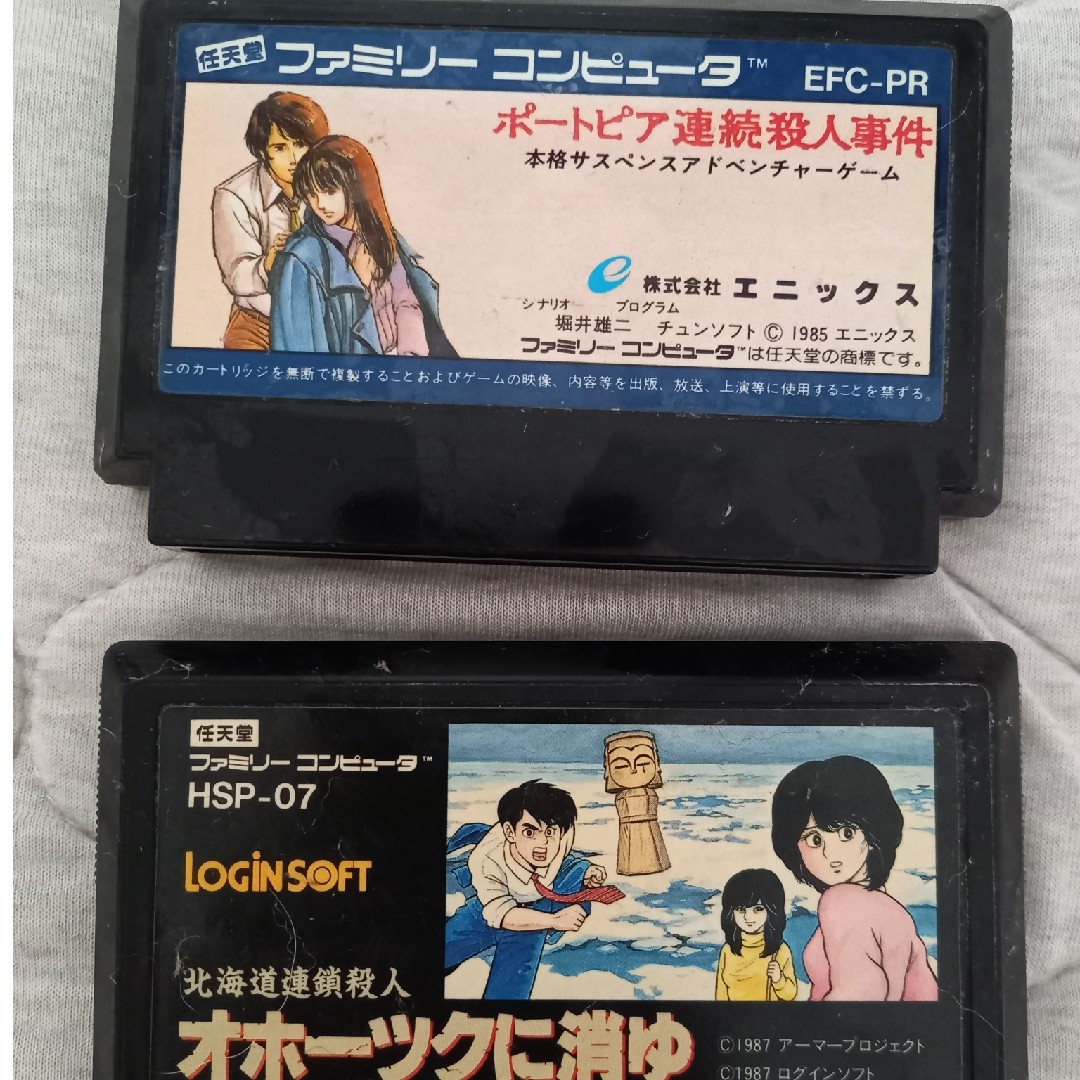 任天堂 ファミリー コンピュータ™ EFC-PR
ポートピア連続殺人事件
本格サスペンスアドベンチャーゲーム
e 株式会社 エニックス
シナリオ プログラム
堀井雄二 チュンソフト © 1985 エニックス
ファミリー コンピュータ™は任天堂の商標です。
このカートリッジを無断で複製することおよびゲームの映像、内容等を出版、放送、上演等に使用することを禁ずる。
任天堂
ファミリー コンピュータ™
HSP-07
LOGiN SOFT
北海道連鎖殺人
オホーツクに消ゆ
©1987 アーマープロジェクト
©1987 ログインソフト